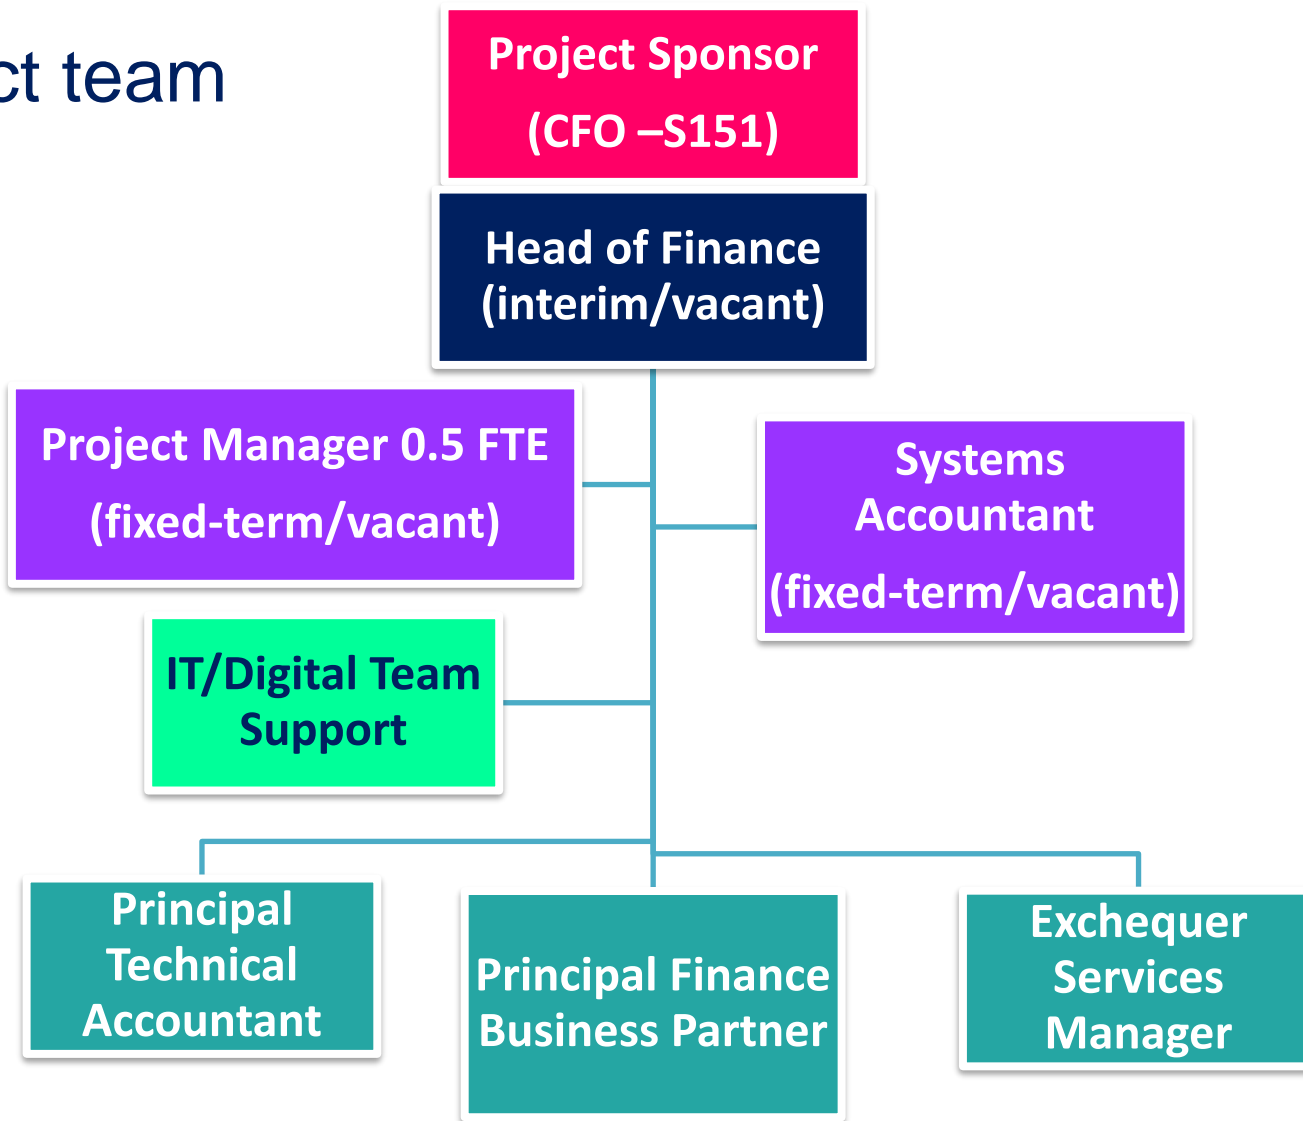 ct team
Project Sponsor
(CFO –S151)
Head of Finance
(interim/vacant)
Project Manager 0.5 FTE
(fixed-term/vacant)
Systems
Accountant
(fixed-term/vacant)
IT/Digital Team
Support
Principal
Technical
Accountant
Principal Finance
Business Partner
Exchequer
Services
Manager